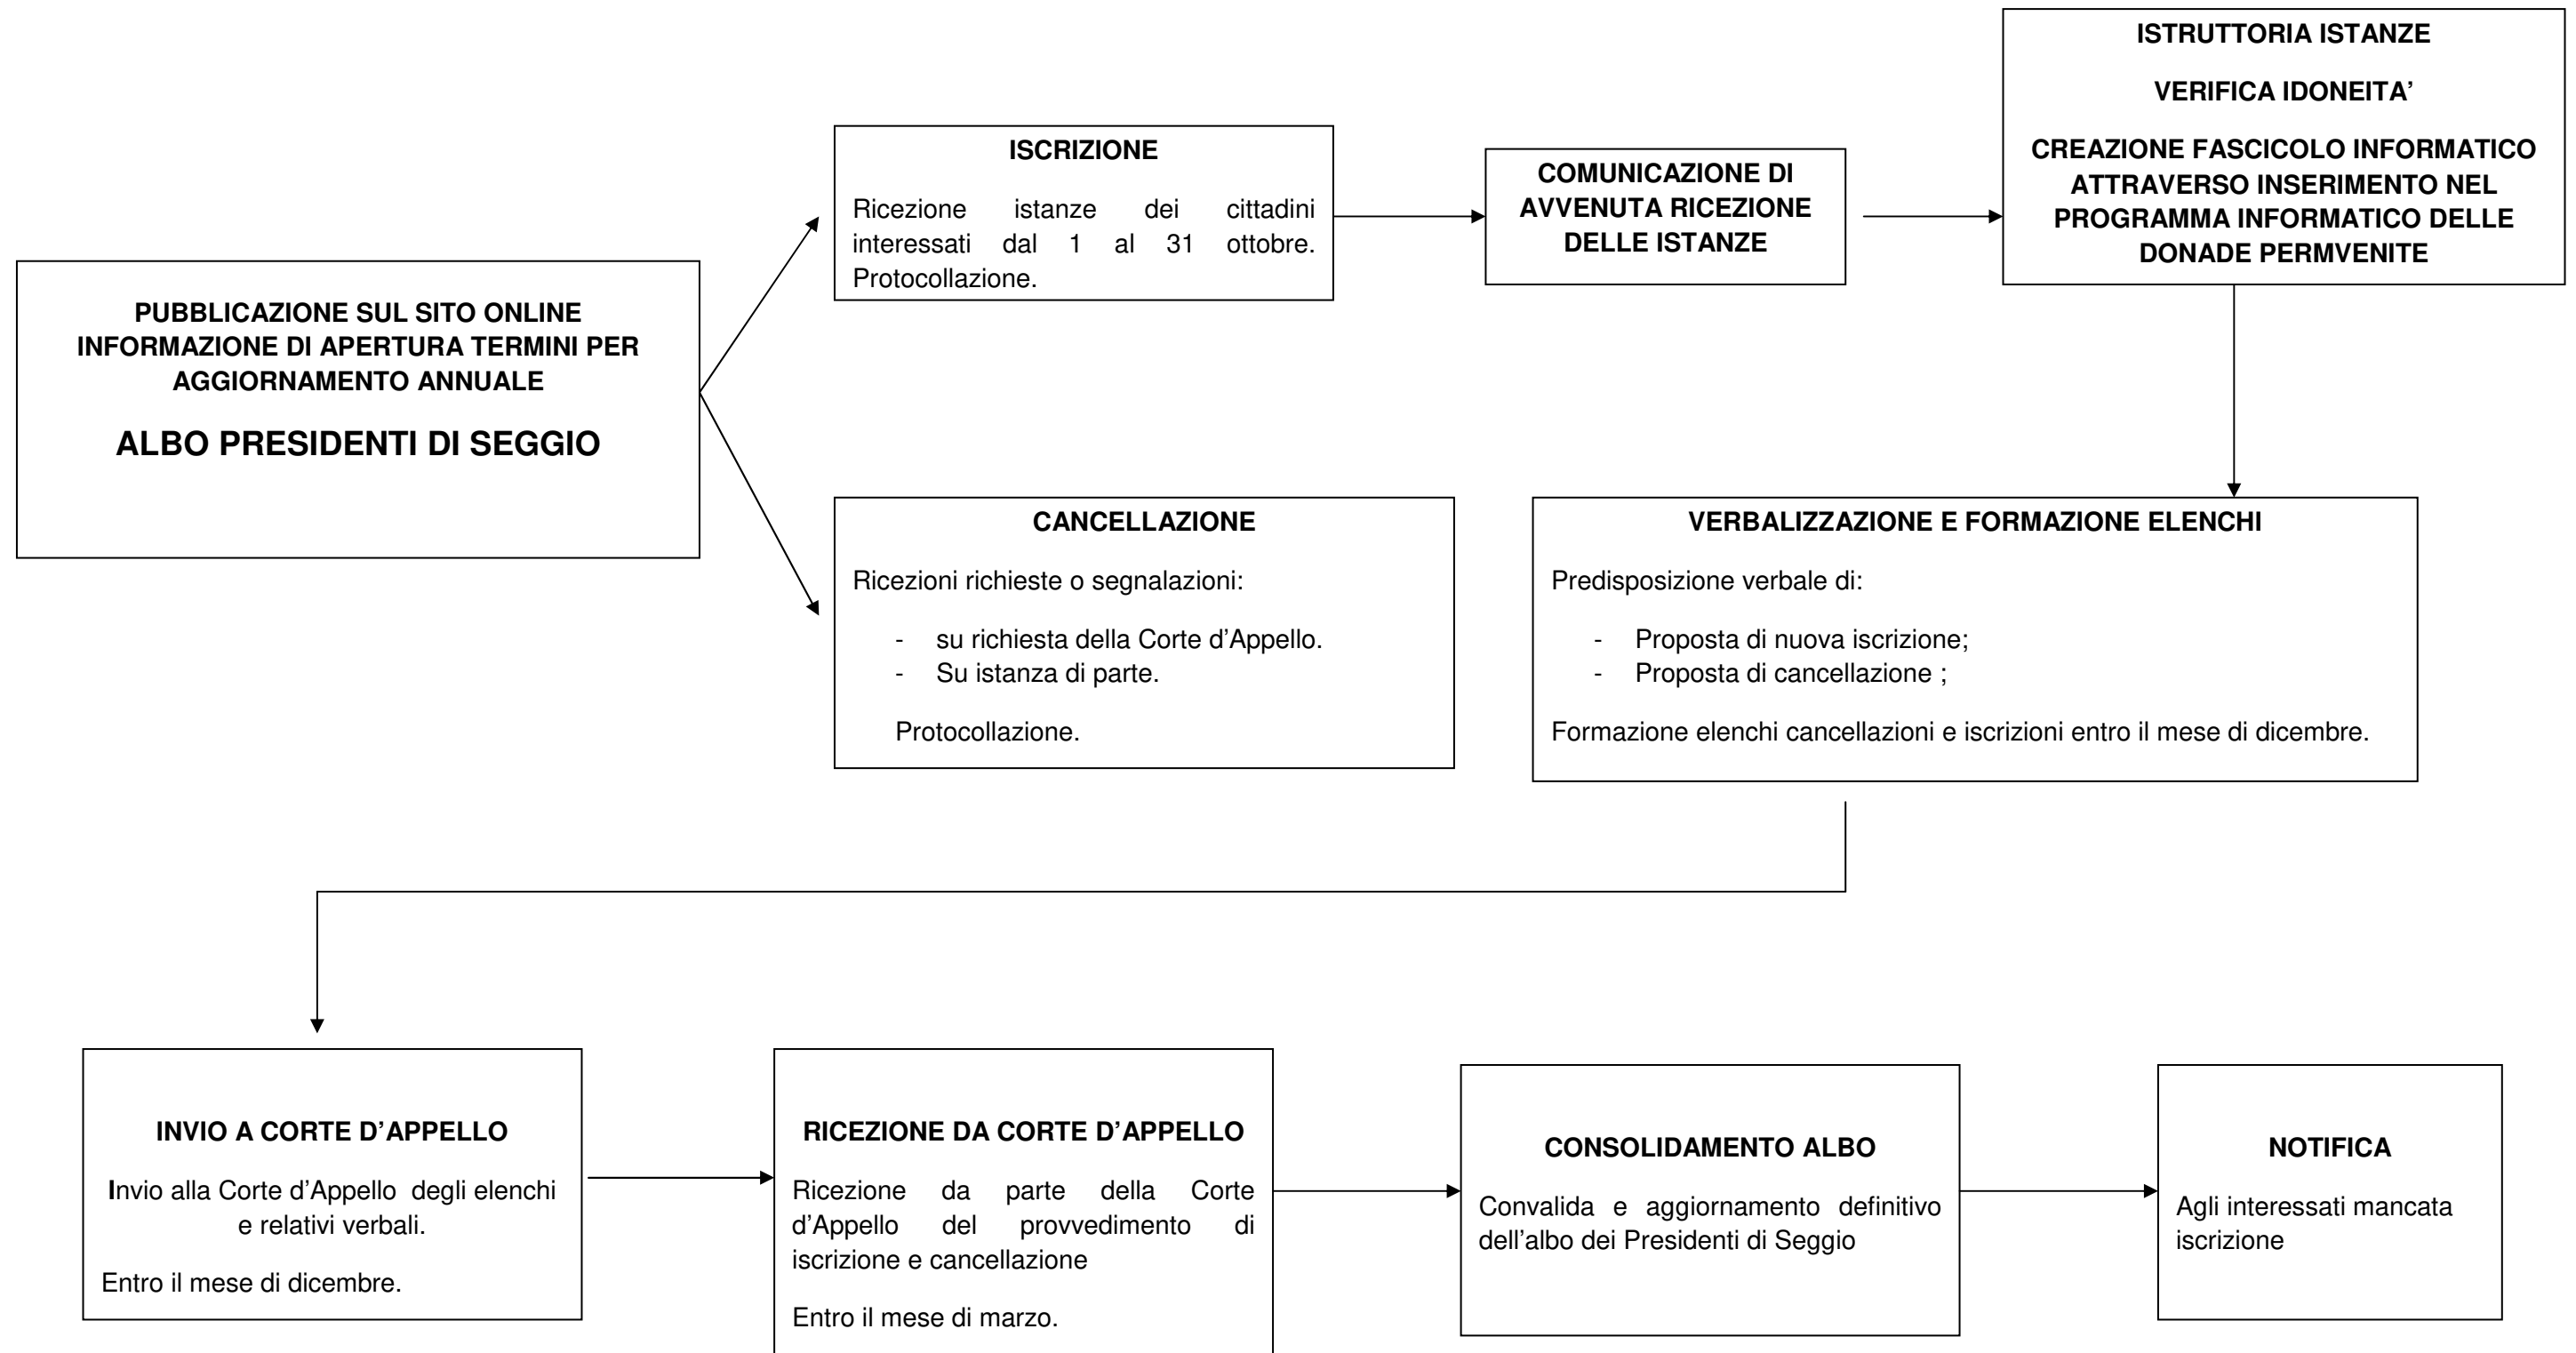 PUBBLICAZIONE SUL SITO ONLINE
INFORMAZIONE DI APERTURA TERMINI PER
AGGIORNAMENTO ANNUALE
ALBO PRESIDENTI DI SEGGIO
ISCRIZIONE
Ricezione istanze dei cittadini
interessati dal 1 al 31 ottobre.
Protocollazione.
COMUNICAZIONE DI
AVVENUTA RICEZIONE
DELLE ISTANZE
ISTRUTTORIA ISTANZE
VERIFICA IDONEITA’
CREAZIONE FASCICOLO INFORMATICO
ATTRAVERSO INSERIMENTO NEL
PROGRAMMA INFORMATICO DELLE
DONADE PERMVENITE
CANCELLAZIONE
Ricezioni richieste o segnalazioni:
- su richiesta della Corte d’Appello.
- Su istanza di parte.
Protocollazione.
VERBALIZZAZIONE E FORMAZIONE ELENCHI
Predisposizione verbale di:
- Proposta di nuova iscrizione;
- Proposta di cancellazione ;
Formazione elenchi cancellazioni e iscrizioni entro il mese di dicembre.
INVIO A CORTE D’APPELLO
Invio alla Corte d’Appello degli elenchi
e relativi verbali.
Entro il mese di dicembre.
RICEZIONE DA CORTE D’APPELLO
Ricezione da parte della Corte
d’Appello del provvedimento di
iscrizione e cancellazione
Entro il mese di marzo.
CONSOLIDAMENTO ALBO
Convalida e aggiornamento definitivo
dell’albo dei Presidenti di Seggio
NOTIFICA
Agli interessati mancata
iscrizione